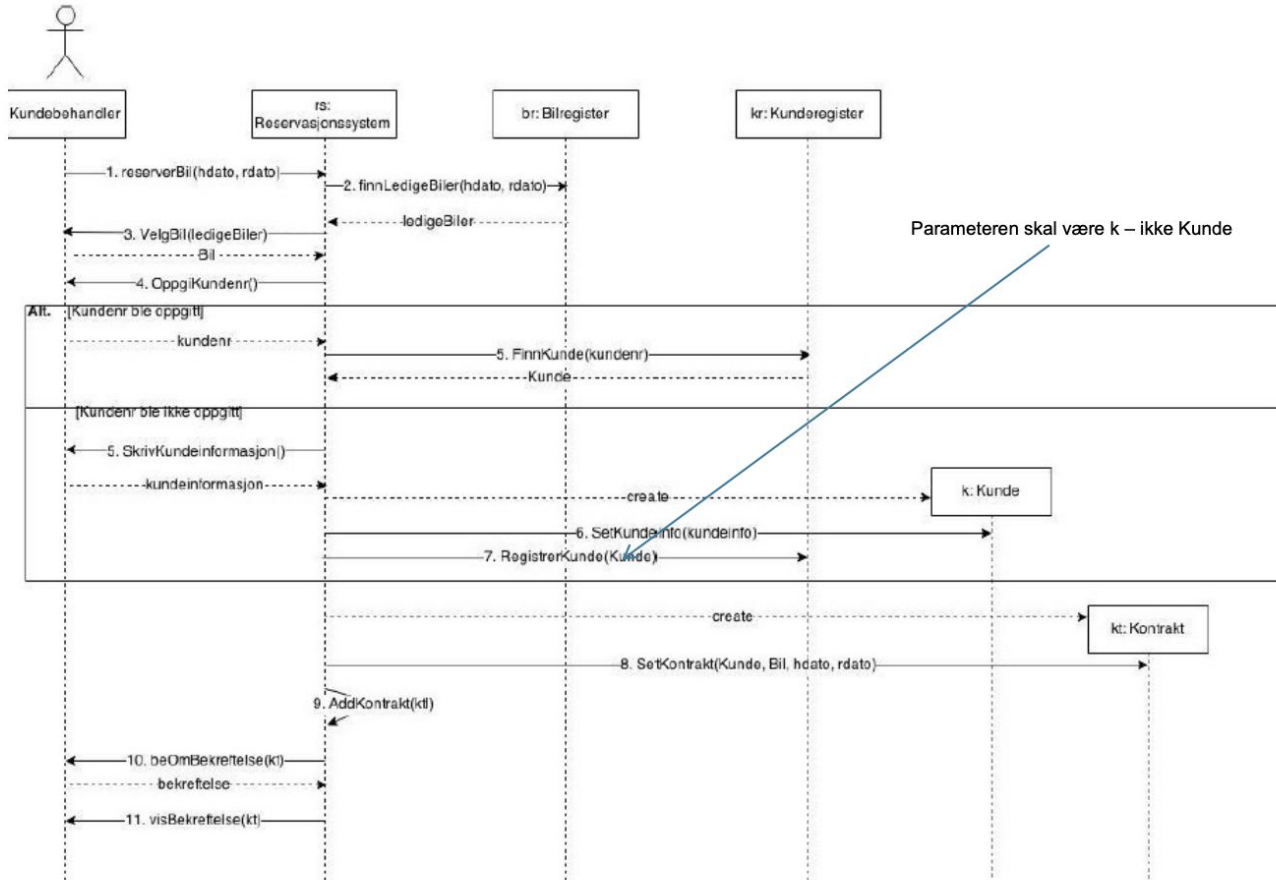 Kundebehandler
rs:
Reservasjonssystem
br: Bilregister
kr: Kunderegister
1. reserverBil(hdato, rdato)
2. finnLedigeBiler(hdato, rdato)
ledigeBiler
3. VelgBil(ledigeBiler)
Bil
Parameteren skal være k – ikke Kunde
4. OppgiKundenr()
Alt. [Kundenr ble oppgitt]
kundenr
5. FinnKunde(kundenr)
Kunde
[Kundenr ble ikke oppgitt]
5. SkrivKundeinformasjon()
kundeinformasjon
create
k: Kunde
6. SetKundeInfo(kundeinfo)
7. RegistrerKunde(Kunde)
create
kt: Kontrakt
8. SetKontrakt(Kunde, Bil, hdato, rdato)
9. AddKontrakt(ktl)
10. beOmBekreftelse(kt)
bekreftelse
11. visBekreftelse(kt)